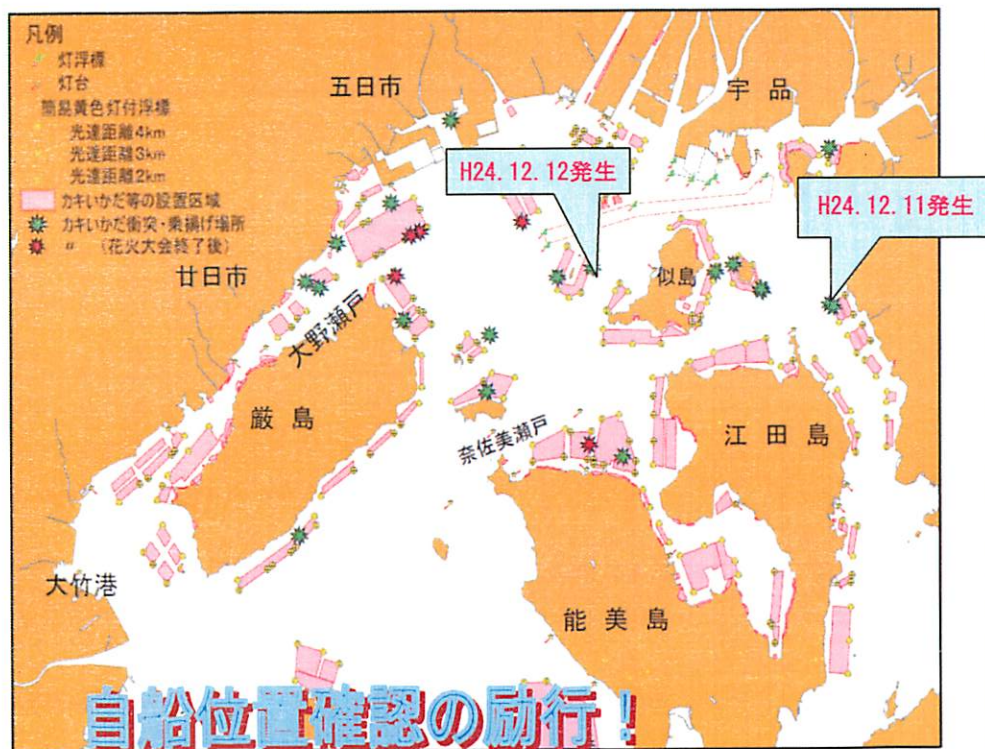 凡例
灯浮標
灯台
簡易黄色灯付浮標
光達距離4km
光達距離3km
光達距離2km
カキいかだ等の設置区域
カキいかだ衝突・乗揚げ場所
〃 (花火大会終了後)
五日市
宇品
H24.12.12発生
H24.12.11発生
廿日市
似島
大野瀬戸
厳島
江田島
奈佐美瀬戸
大竹港
能美島
自船位置確認の励行！